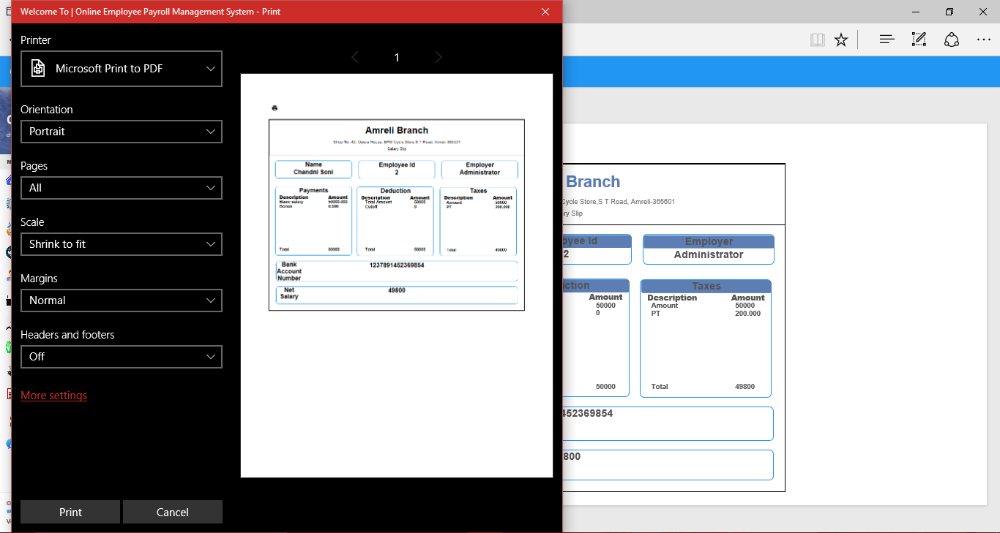 Welcome To | Online Employee Payroll Management System - Print
Printer
Microsoft Print to PDF
Orientation
Portrait
Pages
All
Scale
Shrink to fit
Margins
Normal
Headers and footers
Off
More settings
Print
Cancel
1
Amreli Branch
Shop No.-42, Opera House, BPM Cycle Store,S T Road, Amreli-365601
Salary Slip
Name
Chandni Soni
Employee Id
2
Employer
Administrator
Payments
Description Amount
Basic salary 50000.000
Bonus 0.000
Total 50000
Deduction
Description Amount
Total Amount 50000
Cutoff 0
Total 50000
Taxes
Description Amount
Amount 50000
PT 200.000
Total 49800
Bank
Account
Number
1237891452369854
Net
Salary
49800
Branch
Cycle Store,S T Road, Amreli-365601
ry Slip
oyee Id
2
Employer
Administrator
ction
Amount
50000
0
50000
Taxes
Description Amount
Amount 50000
PT 200.000
Total 49800
452369854
800